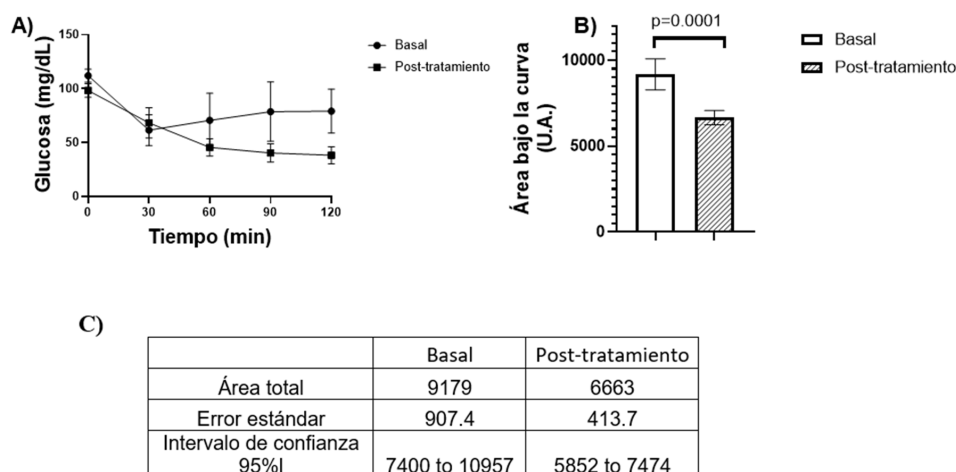 A)
Glucosa (mg/dL)
150
100
50
0
0 30 60 90 120
Tiempo (min)
Basal
Post-tratamiento
B)
p=0.0001
Área bajo la curva
(U.A.)
10000
5000
0
Basal
Post-tratamiento
C)
Basal Post-tratamiento
Área total 9179 6663
Error estándar 907.4 413.7
Intervalo de confianza
95%I 7400 to 10957 5852 to 7474